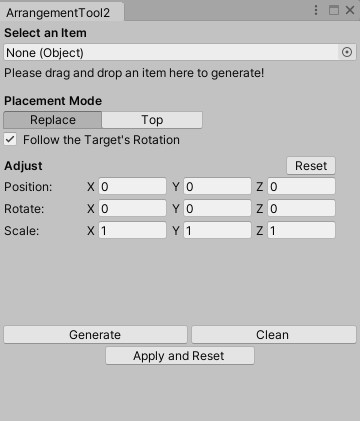 ArrangementTool2
Select an Item
None (Object)
Please drag and drop an item here to generate!
Placement Mode
Replace Top
Follow the Target's Rotation
Adjust Reset
Position: X 0 Y 0 Z 0
Rotate: X 0 Y 0 Z 0
Scale: X 1 Y 1 Z 1
Generate Clean
Apply and Reset